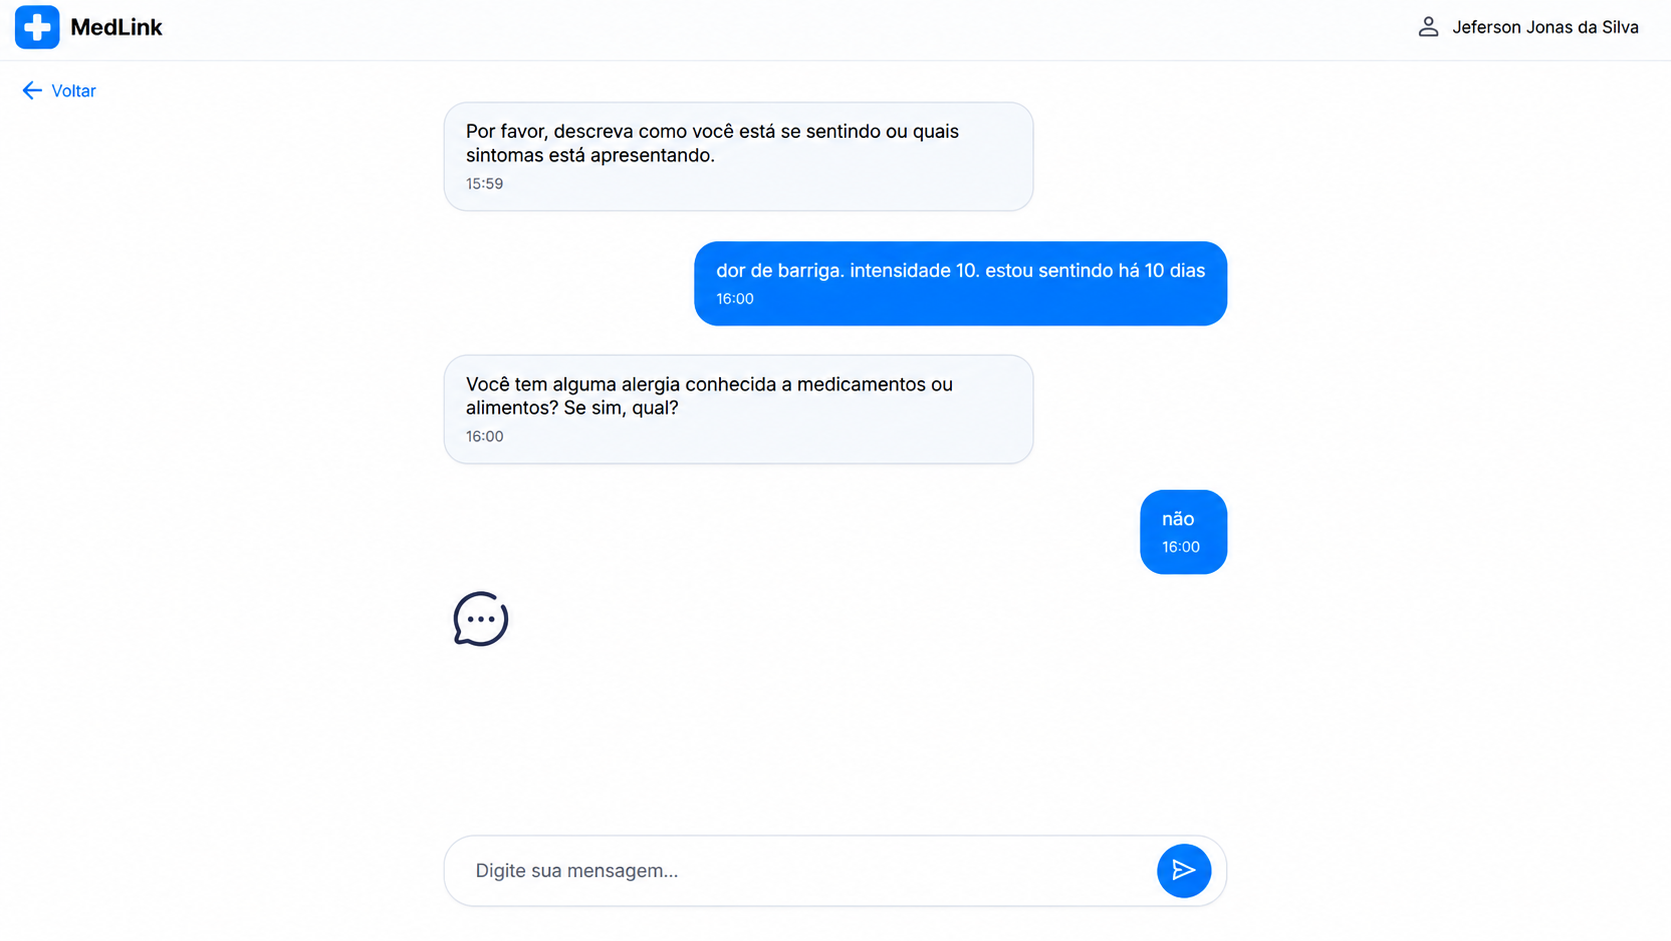 MedLink
Jeferson Jonas da Silva
Voltar
Por favor, descreva como você está se sentindo ou quais
sintomas está apresentando.
15:59
dor de barriga. intensidade 10. estou sentindo há 10 dias
16:00
Você tem alguma alergia conhecida a medicamentos ou
alimentos? Se sim, qual?
16:00
não
16:00
Digite sua mensagem...